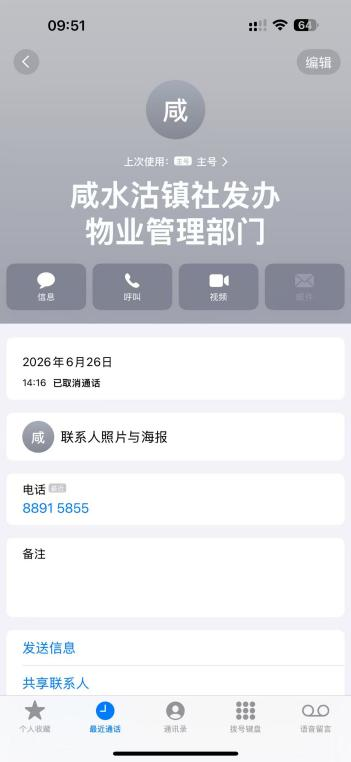 09:51
64
编辑
咸
上次使用：主号 主号
咸水沽镇社发办
物业管理部门
信息
呼叫
视频
邮件
2026年6月26日
14:16 已取消通话
咸
联系人照片与海报
电话 最近
8891 5855
备注
发送信息
共享联系人
个人收藏
最近通话
通讯录
拨号键盘
语音留言